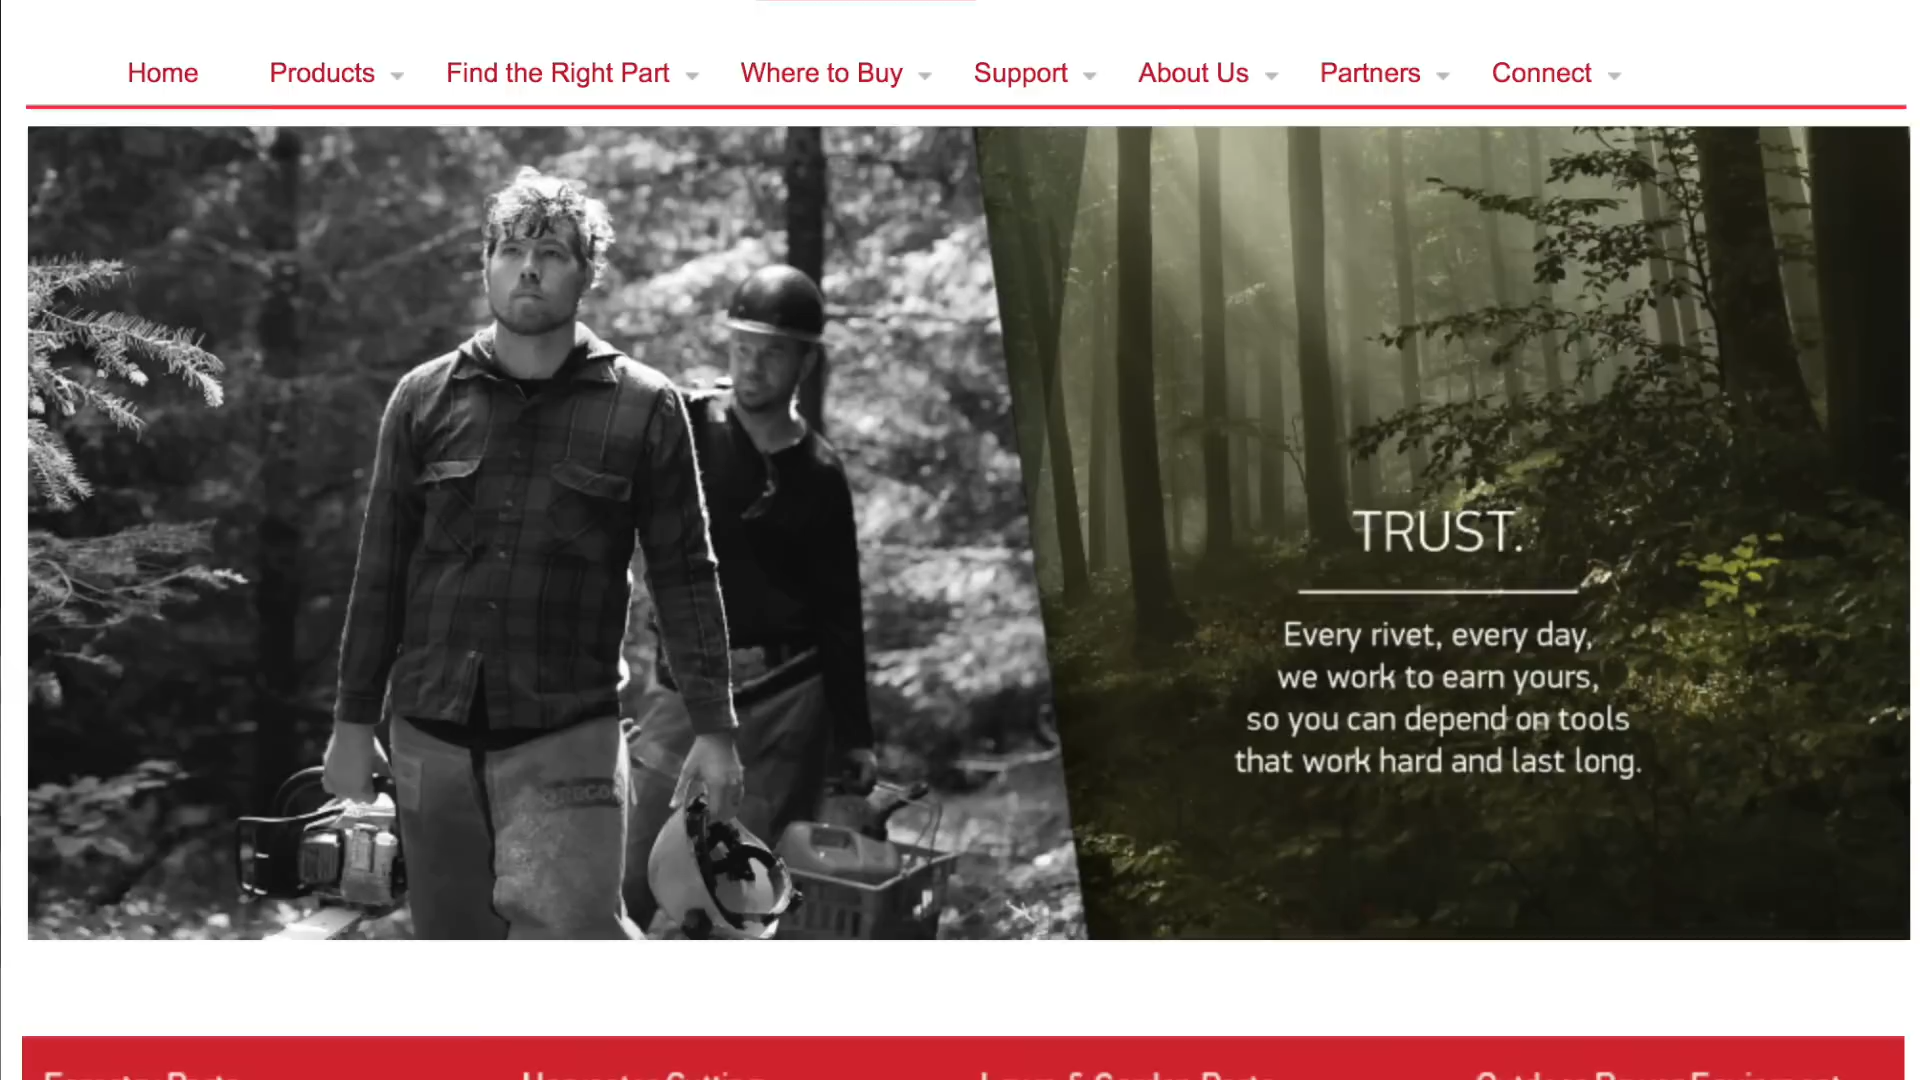 Home Products Find the Right Part Where to Buy Support About Us Partners Connect
TRUST.
Every rivet, every day,
we work to earn yours,
so you can depend on tools
that work hard and last long.